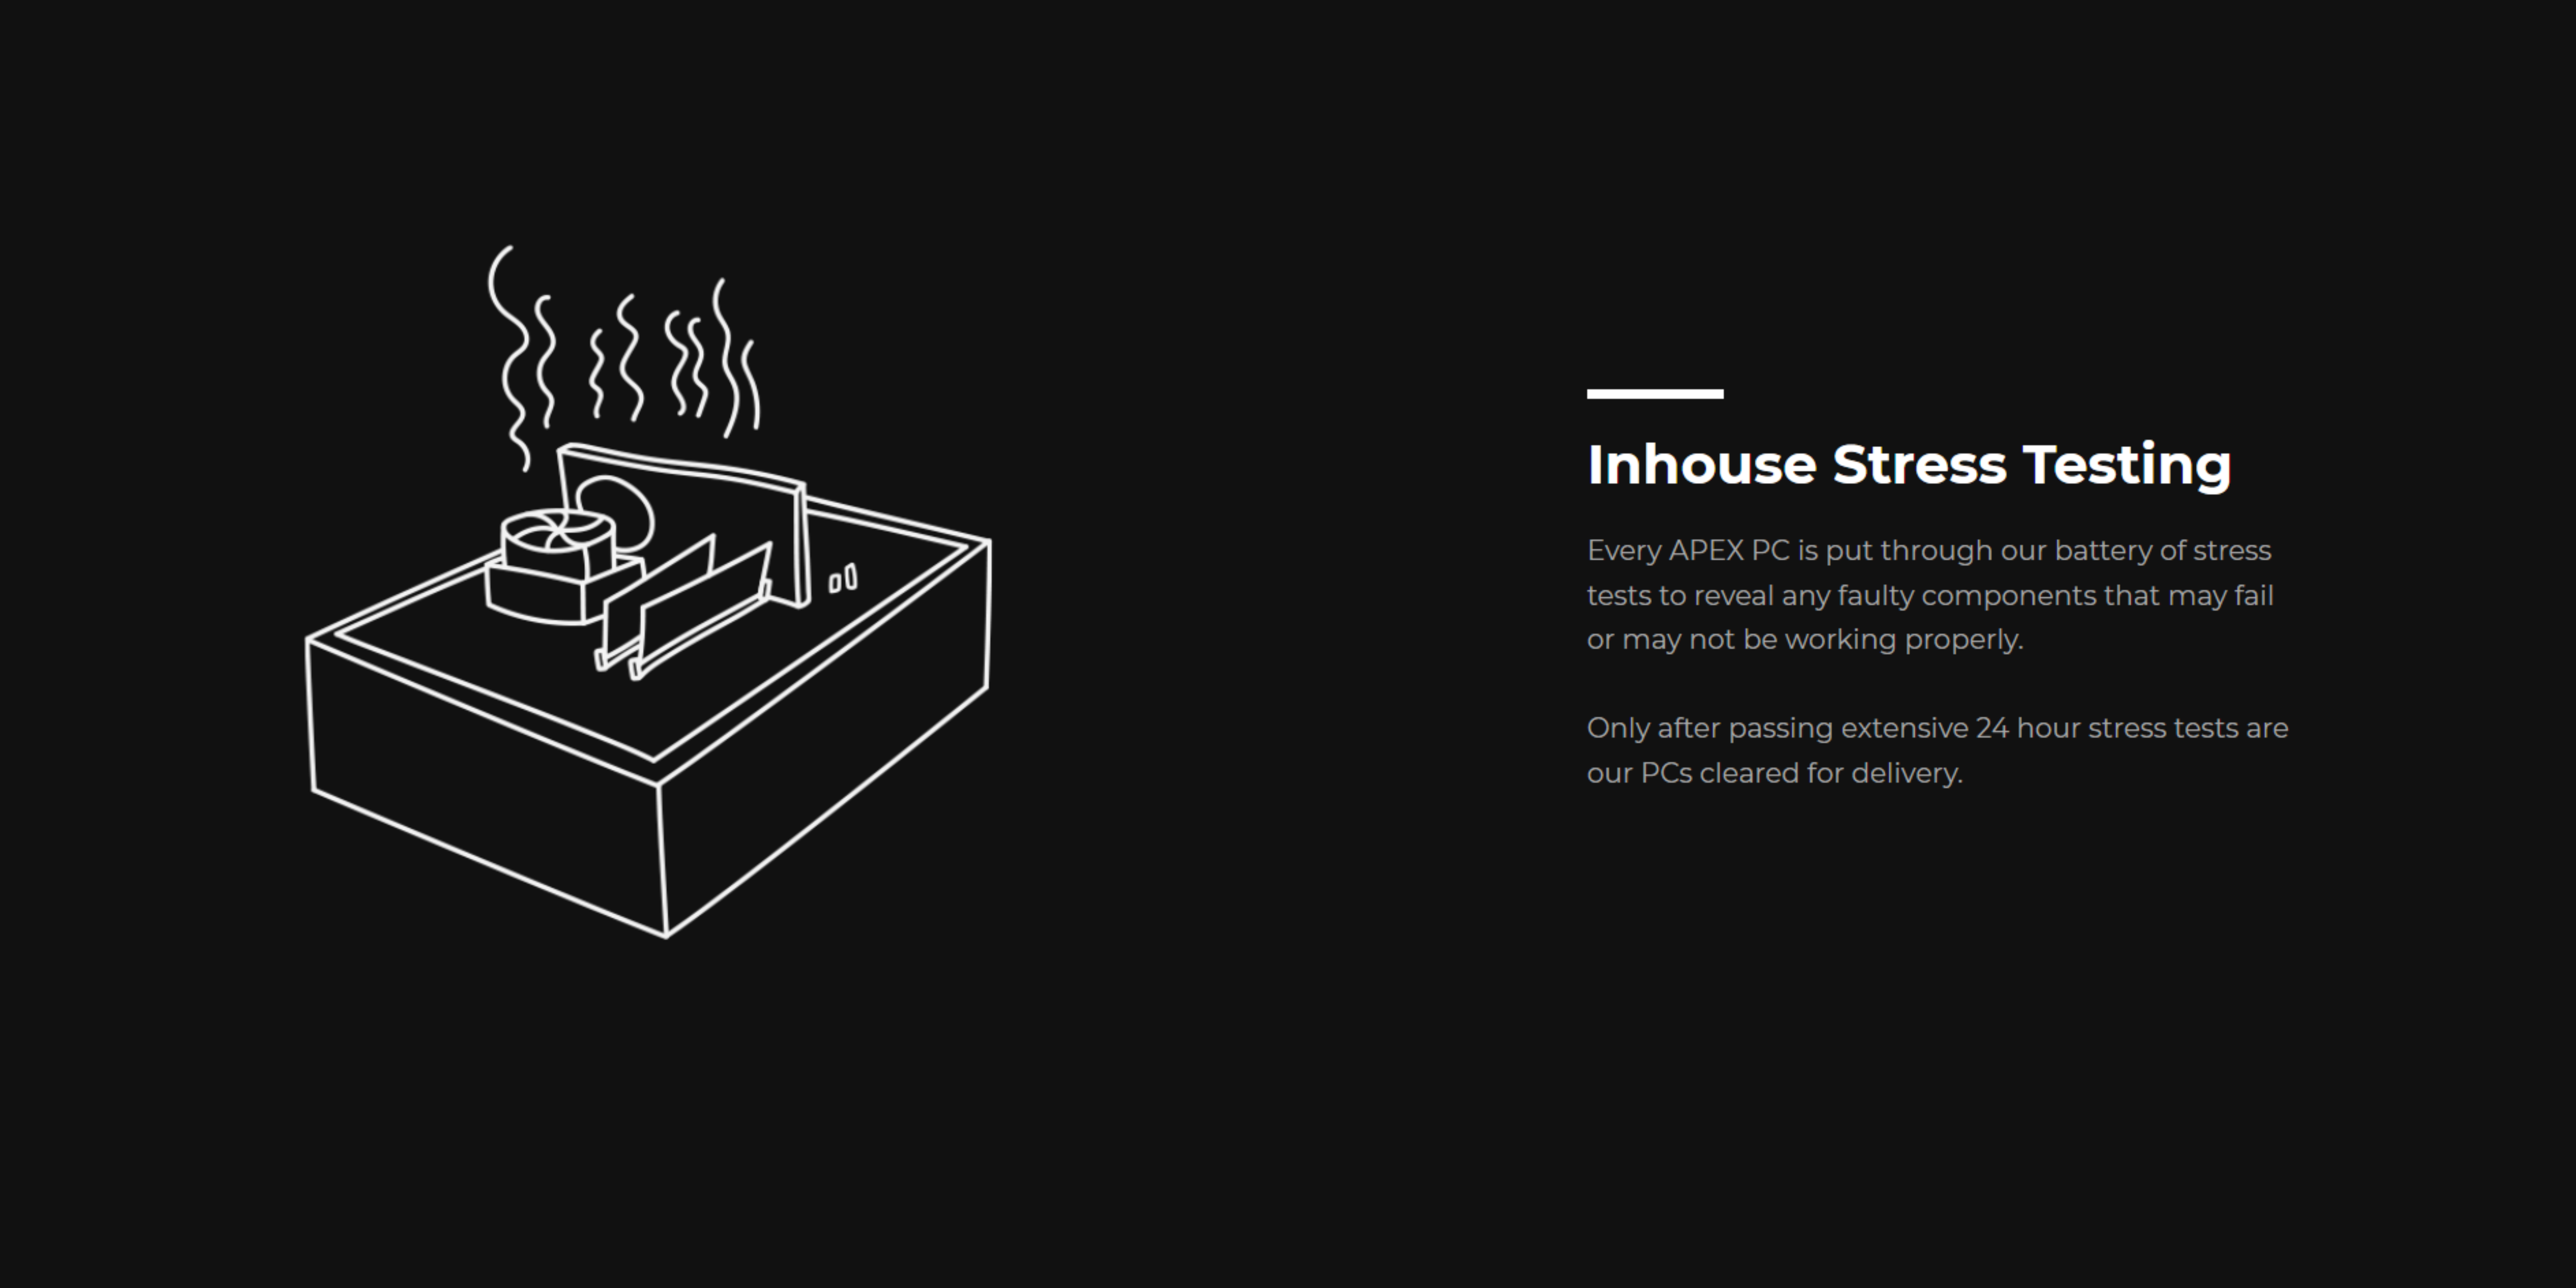 Inhouse Stress Testing
Every APEX PC is put through our battery of stress
tests to reveal any faulty components that may fail
or may not be working properly.
Only after passing extensive 24 hour stress tests are
our PCs cleared for delivery.